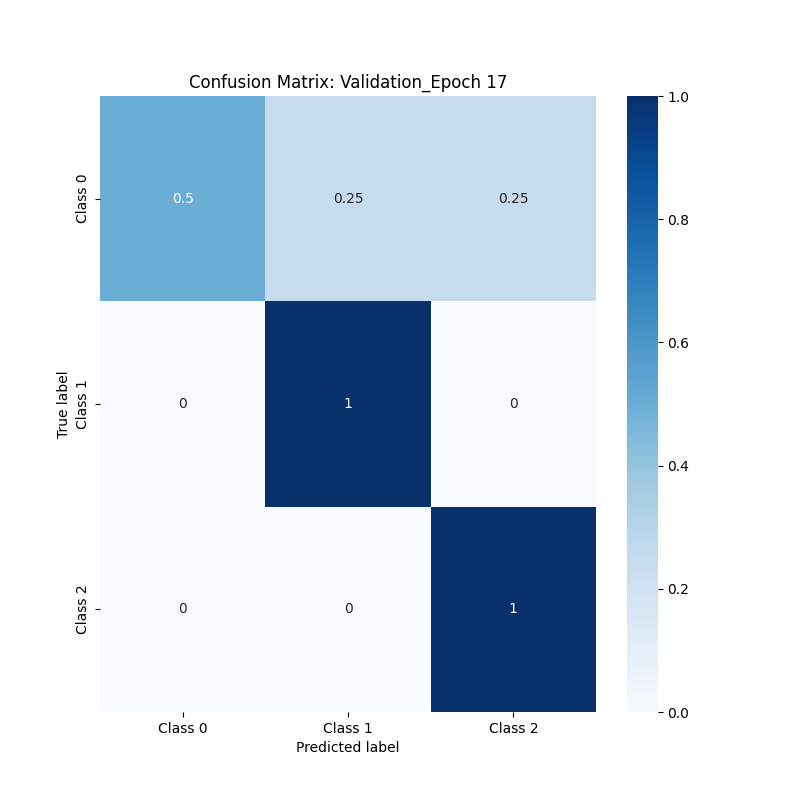 Confusion Matrix: Validation_Epoch 17
True label
Class 0
0.5 0.25 0.25
Class 1
0 1 0
Class 2
0 0 1
Class 0 Class 1 Class 2
Predicted label
1.0
0.8
0.6
0.4
0.2
0.0